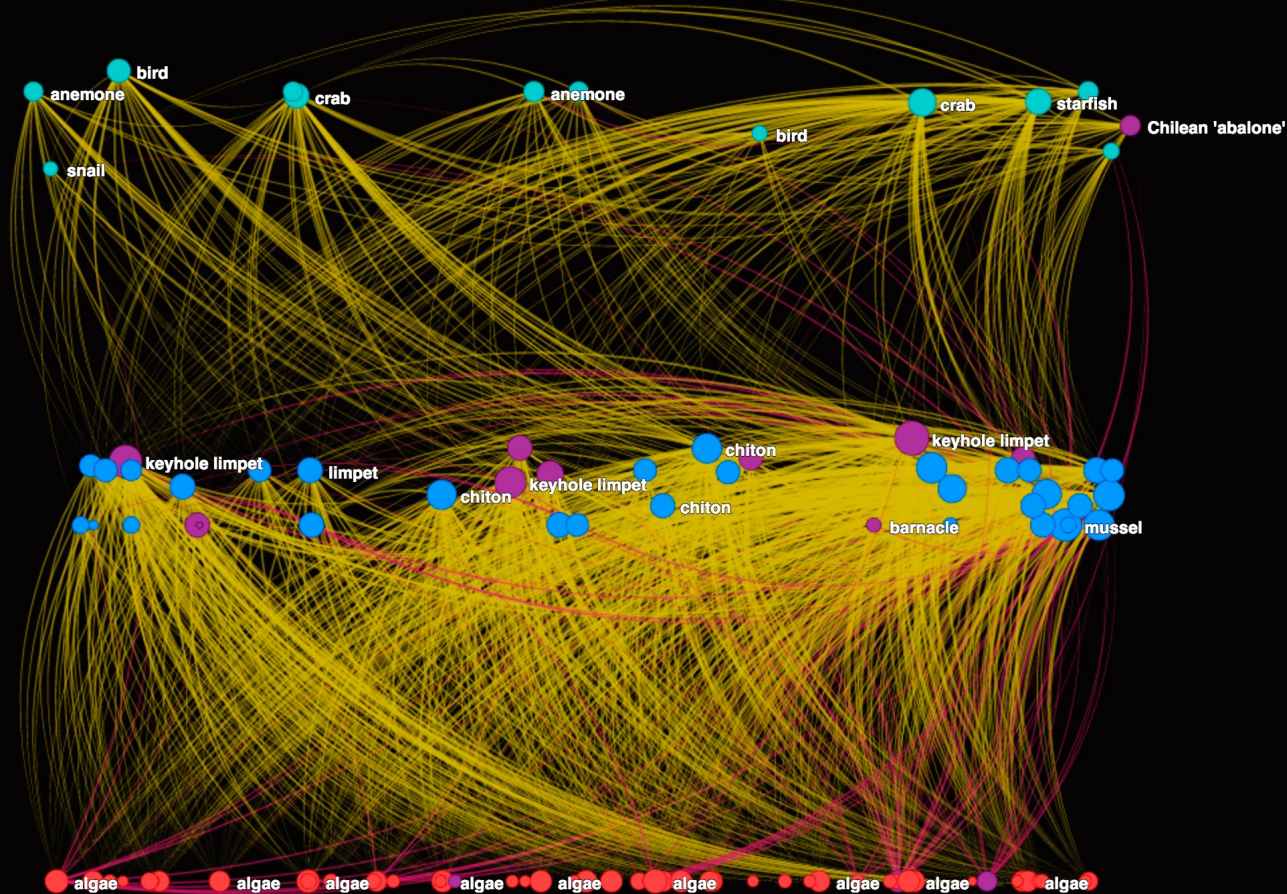 bird
anemone
crab
anemone
crab
starfish
Chilean 'abalone'
bird
snail
chiton
keyhole limpet
keyhole limpet
limpet
keyhole limpet
chiton
chiton
barnacle
mussel
algae
algae
algae
algae
algae
algae
algae
algae
algae